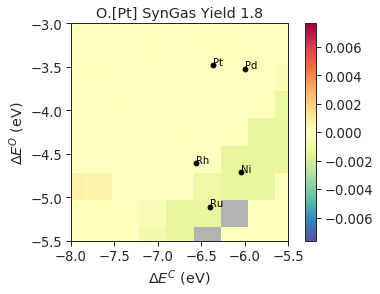 O.[Pt] SynGas Yield 1.8
−3.0
−3.5
−4.0
−4.5
−5.0
−5.5
ΔE^O (eV)
Pt
Pd
Rh
Ni
Ru
−8.0 −7.5 −7.0 −6.5 −6.0 −5.5
ΔE^C (eV)
0.006
0.004
0.002
0.000
−0.002
−0.004
−0.006